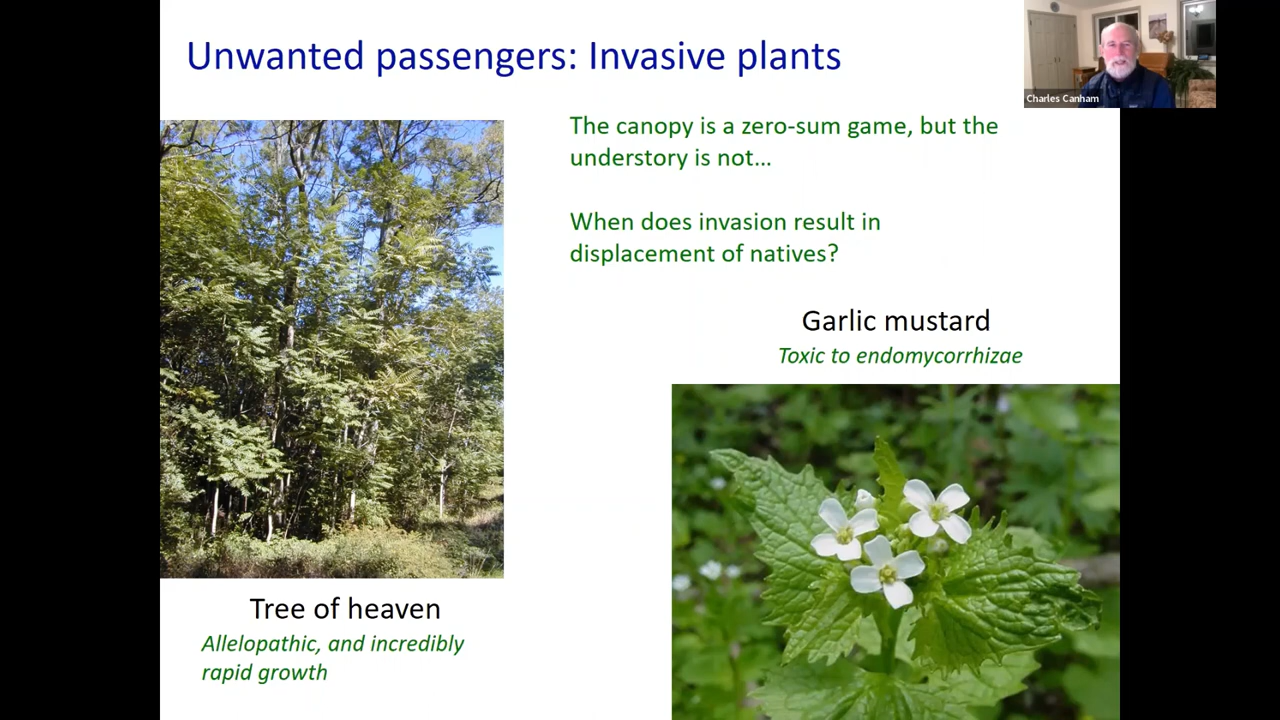 Unwanted passengers: Invasive plants
Charles Canham
The canopy is a zero-sum game, but the
understory is not...
When does invasion result in
displacement of natives?
Garlic mustard
Toxic to endomycorrhizae
Tree of heaven
Allelopathic, and incredibly
rapid growth